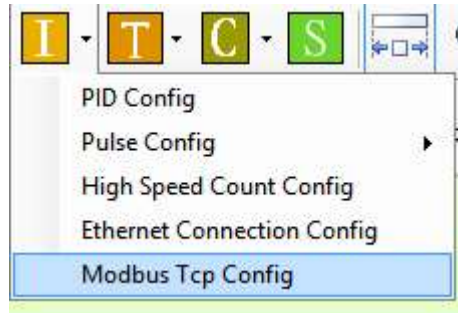 I T C S
PID Config
Pulse Config
High Speed Count Config
Ethernet Connection Config
Modbus Tcp Config